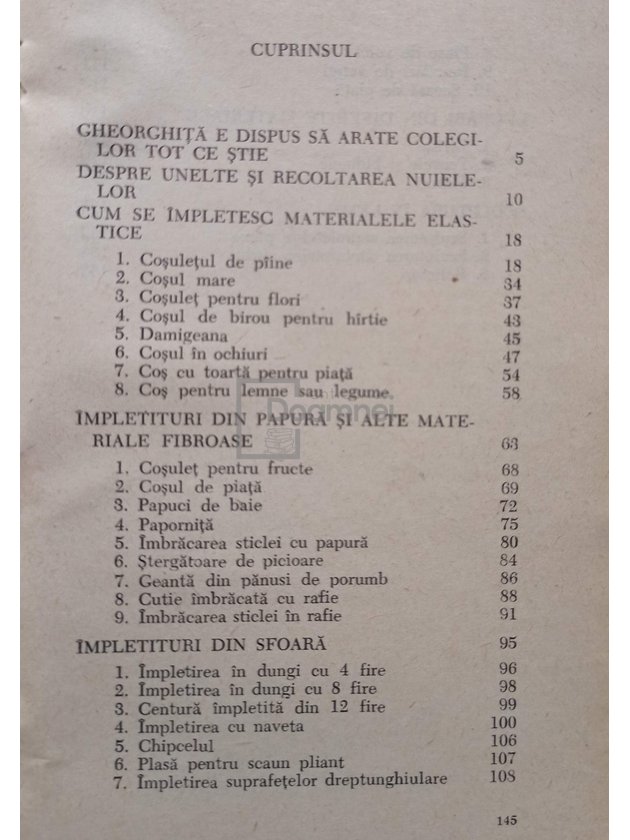 CUPRINSUL
GHEORGHIȚĂ E DISPUS SĂ ARATE COLEGI-
LOR TOT CE ȘTIE 5
DESPRE UNELTE ȘI RECOLTAREA NUIELE-
LOR 10
CUM SE ÎMPLETESC MATERIALELE ELAS-
TICE 18
1. Coșulețul de pîine 18
2. Coșul mare 34
3. Coșuleț pentru flori 37
4. Coșul de birou pentru hîrtie 43
5. Damigeana 45
6. Coșul în ochiuri 47
7. Coș cu toartă pentru piață 54
8. Coș pentru lemne sau legume 58
ÎMPLETITURI DIN PAPURĂ ȘI ALTE MATE-
RIALE FIBROASE 63
1. Coșuleț pentru fructe 68
2. Coșul de piață 69
3. Papuci de baie 72
4. Paporniță 75
5. Îmbrăcarea sticlei cu papură 80
6. Ștergătoare de picioare 84
7. Geantă din pănusi de porumb 86
8. Cutie îmbrăcată cu rafie 88
9. Îmbrăcarea sticlei în rafie 91
ÎMPLETITURI DIN SFOARĂ 95
1. Împletirea în dungi cu 4 fire 96
2. Împletirea în dungi cu 8 fire 98
3. Centură împletită din 12 fire 99
4. Împletirea cu naveta 100
5. Chipcelul 106
6. Plasă pentru scaun pliant 107
7. Împletirea suprafețelor dreptunghiulare 108
145